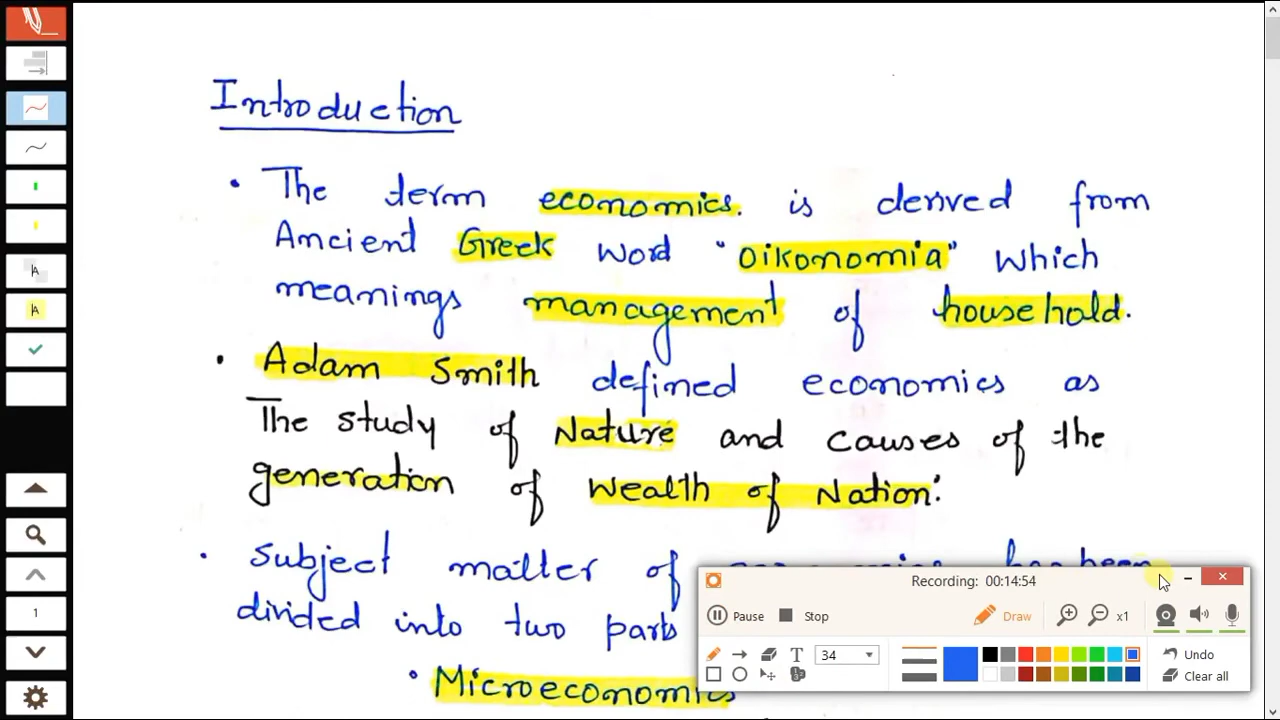 Introduction
• The term economics. is derived from
Ancient Greek word "Oikonomia" which
meanings management of household.
• Adam Smith defined economics as
The study of Nature and causes of the
generation of Wealth of Nation:
• Subject matter of has been
divided into two parts
• Microeconomics
Recording: 00:14:54
Pause Stop Draw x1
T 34 Undo
Clear all
A
A
1